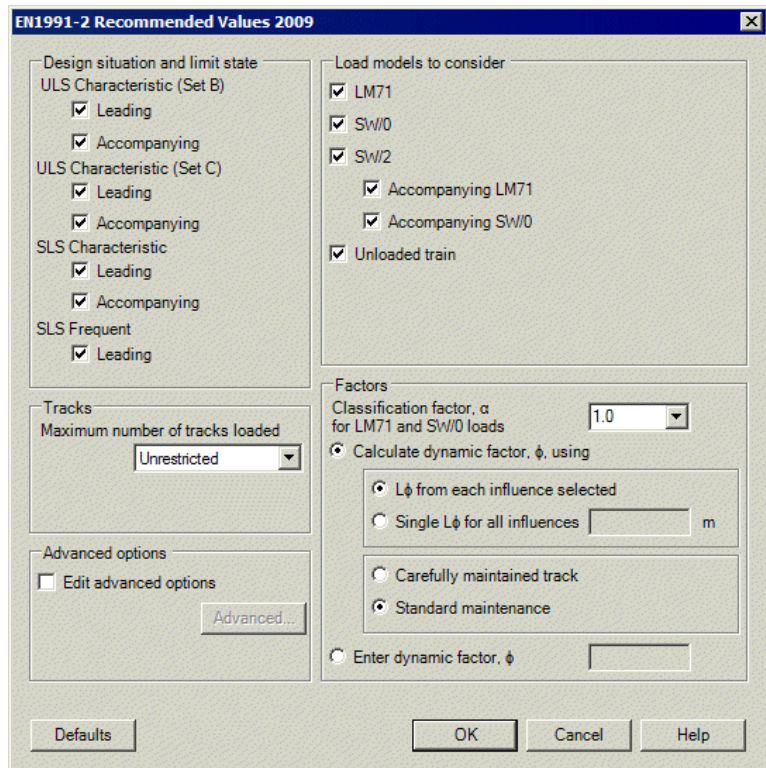 EN1991-2 Recommended Values 2009
Design situation and limit state
ULS Characteristic (Set B)
Leading
Accompanying
ULS Characteristic (Set C)
Leading
Accompanying
SLS Characteristic
Leading
Accompanying
SLS Frequent
Leading
Tracks
Maximum number of tracks loaded
Unrestricted
Advanced options
Edit advanced options
Advanced...
Load models to consider
LM71
SW/0
SW/2
Accompanying LM71
Accompanying SW/0
Unloaded train
Factors
Classification factor, α
for LM71 and SW/0 loads
1.0
Calculate dynamic factor, ϕ, using
Lϕ from each influence selected
Single Lϕ for all influences m
Carefully maintained track
Standard maintenance
Enter dynamic factor, ϕ
Defaults
OK
Cancel
Help